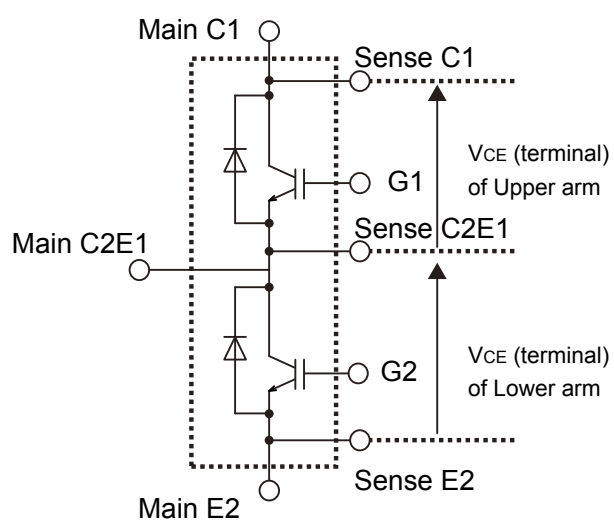 Main C1
Sense C1
VCE (terminal)
of Upper arm
G1
Sense C2E1
Main C2E1
VCE (terminal)
of Lower arm
G2
Sense E2
Main E2